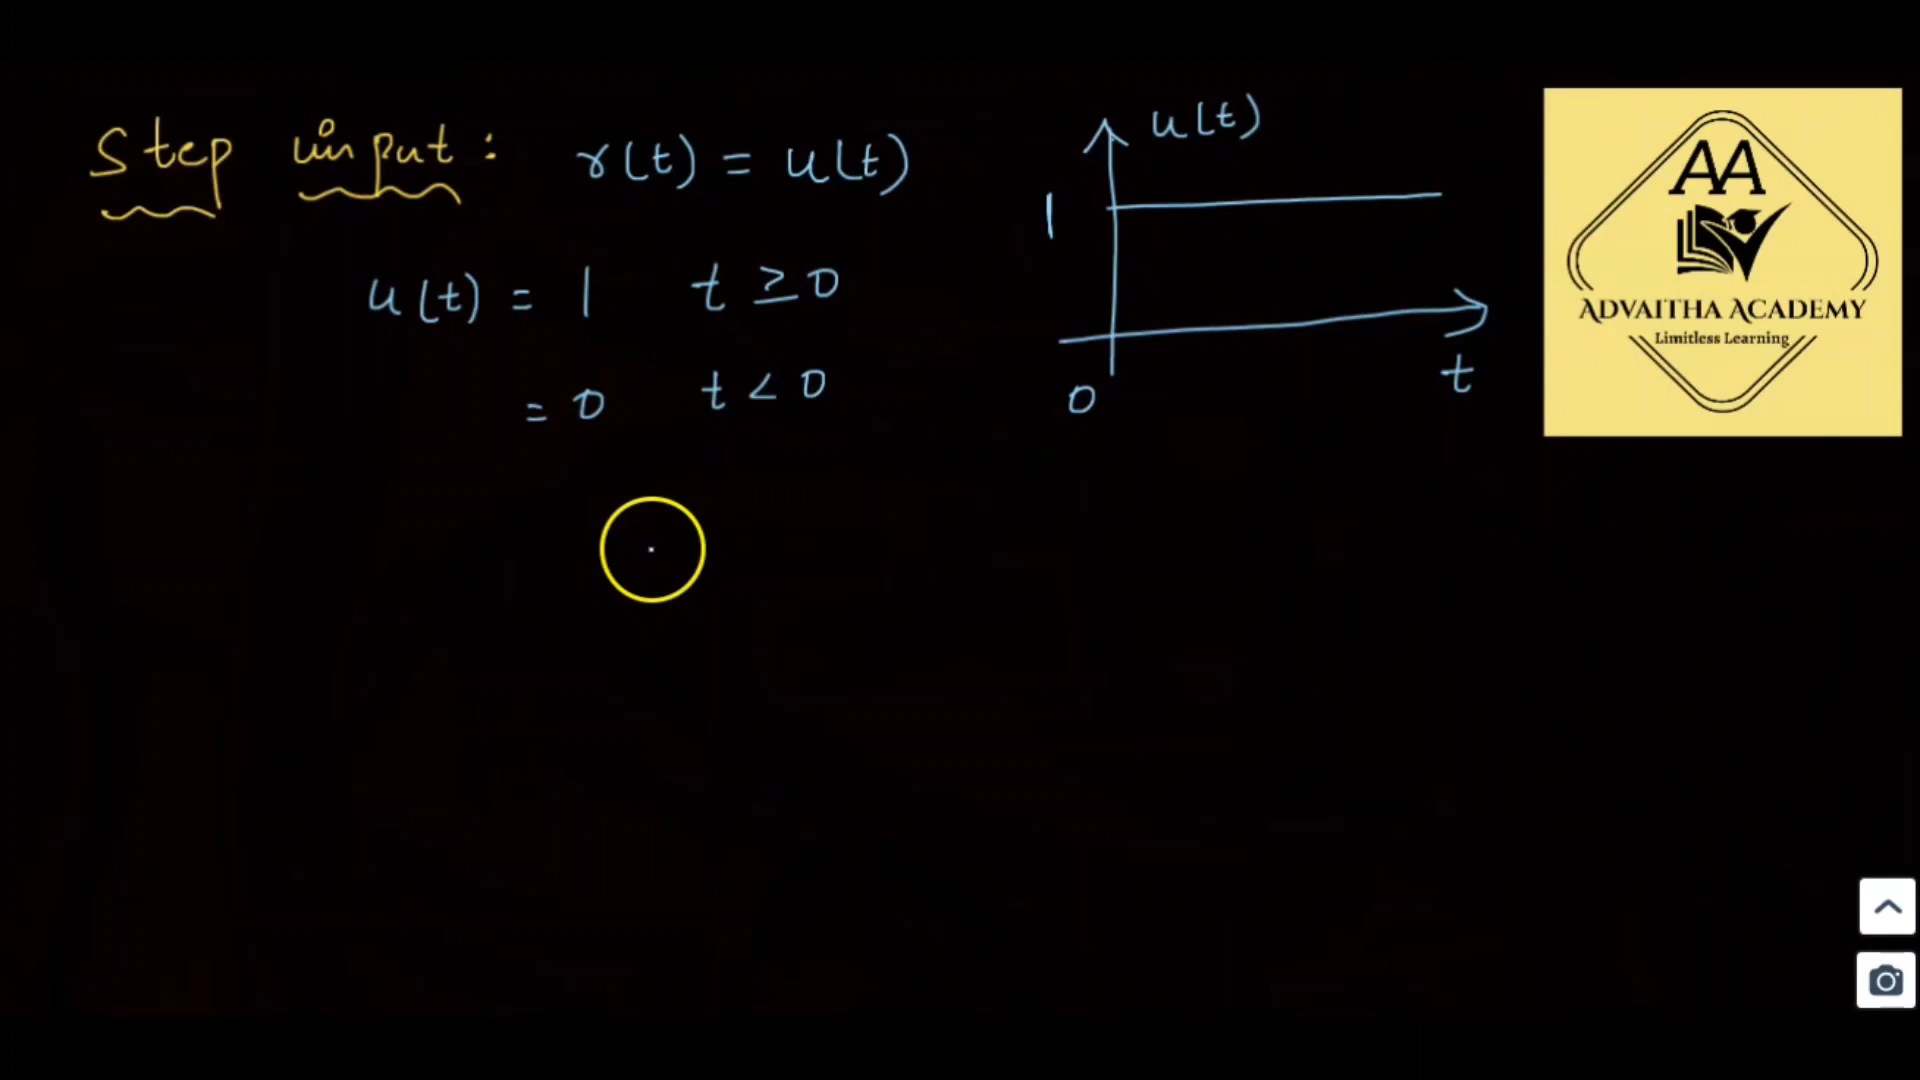 Step input: r(t) = u(t)
u(t) = 1 t ≥ 0
= 0 t < 0
u(t)
1
0
t
AA
ADVAITHA ACADEMY
Limitless Learning